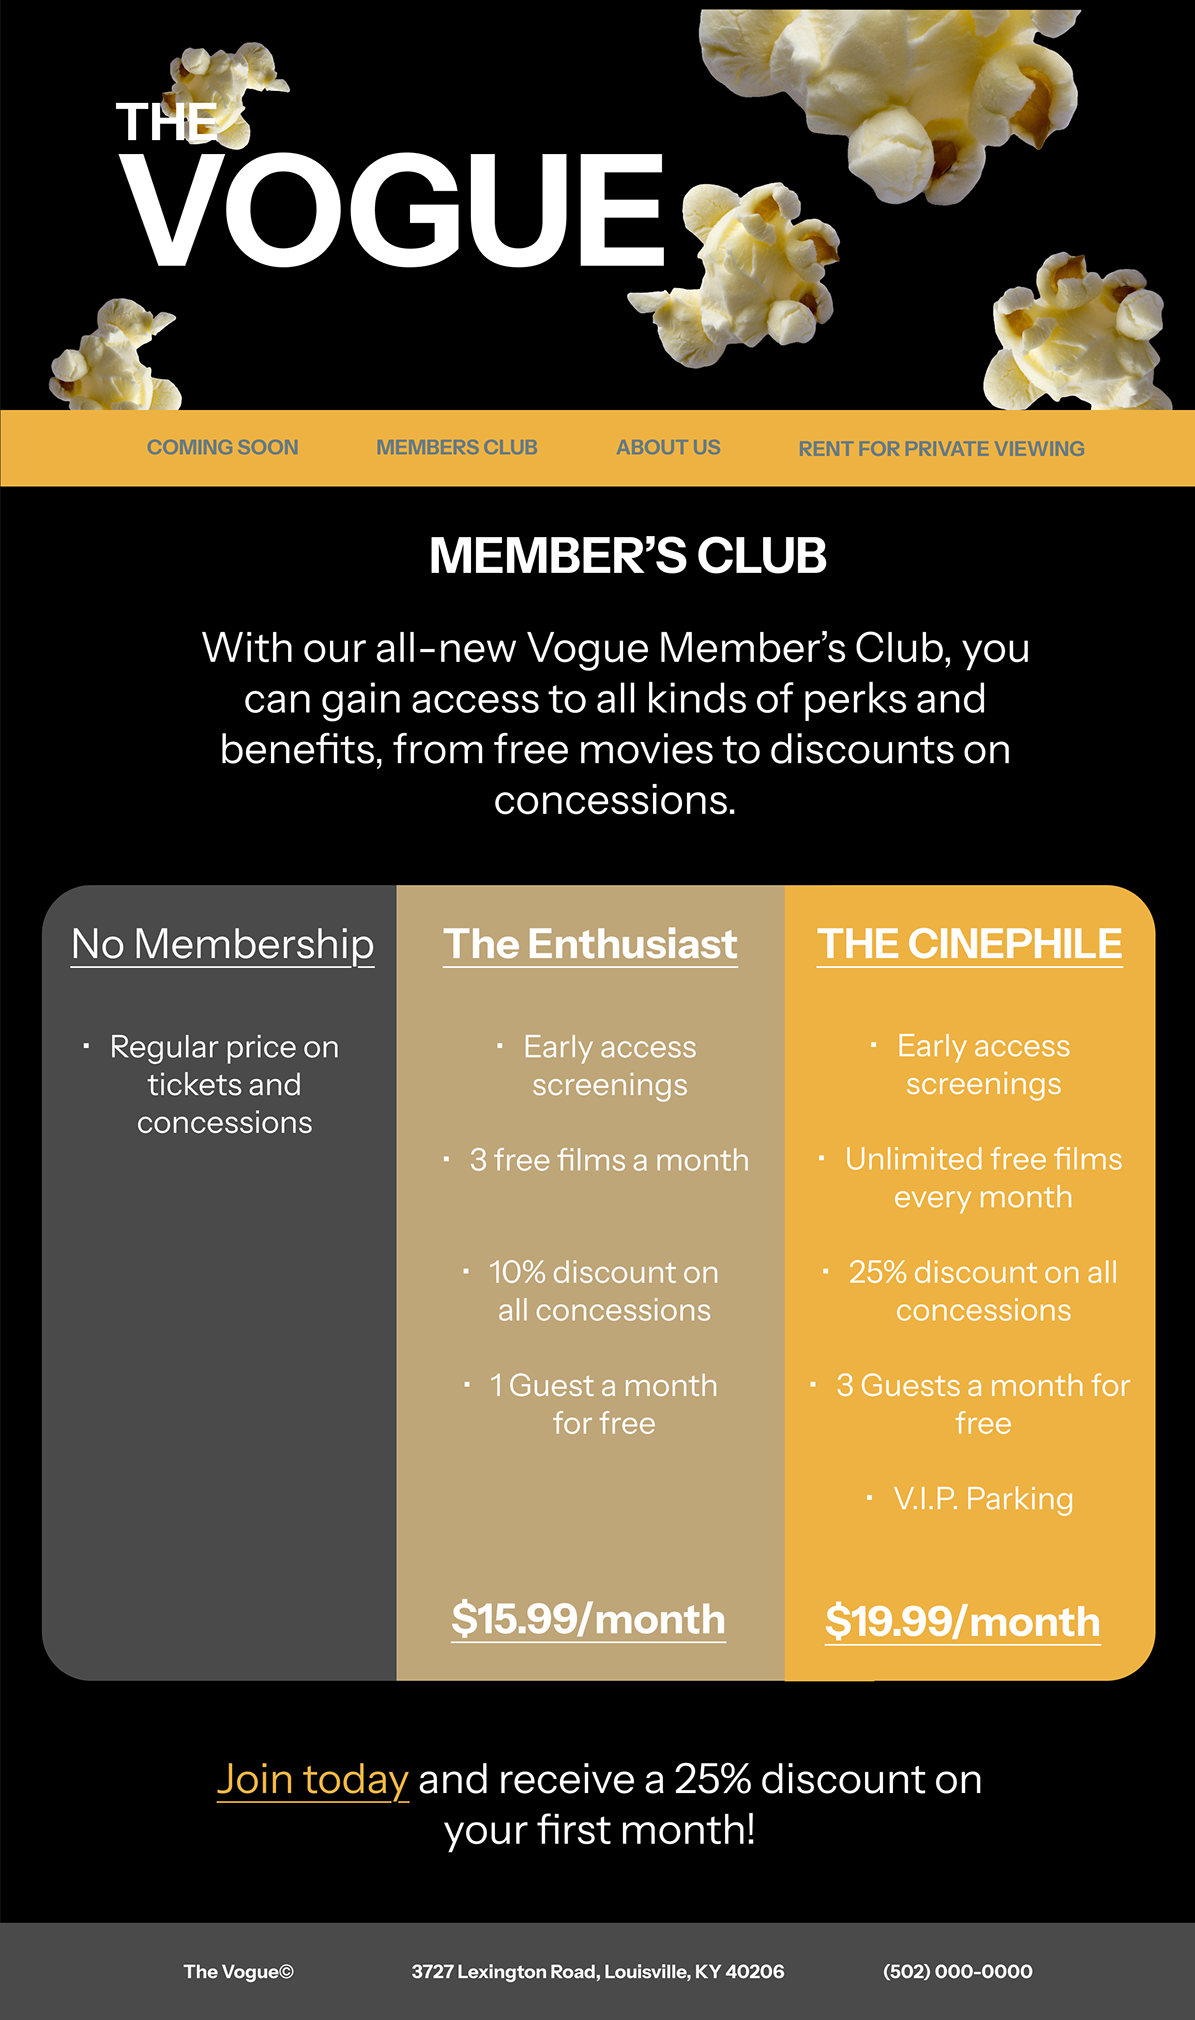 THE
VOGUE
COMING SOON
MEMBERS CLUB
ABOUT US
RENT FOR PRIVATE VIEWING
MEMBER’S CLUB
With our all-new Vogue Member’s Club, you
can gain access to all kinds of perks and
benefits, from free movies to discounts on
concessions.
No Membership
· Regular price on
tickets and
concessions
The Enthusiast
· Early access
screenings
· 3 free films a month
· 10% discount on
all concessions
· 1 Guest a month
for free
$15.99/month
THE CINEPHILE
· Early access
screenings
· Unlimited free films
every month
· 25% discount on all
concessions
· 3 Guests a month for
free
· V.I.P. Parking
$19.99/month
Join today and receive a 25% discount on
your first month!
The Vogue©
3727 Lexington Road, Louisville, KY 40206
(502) 000-0000